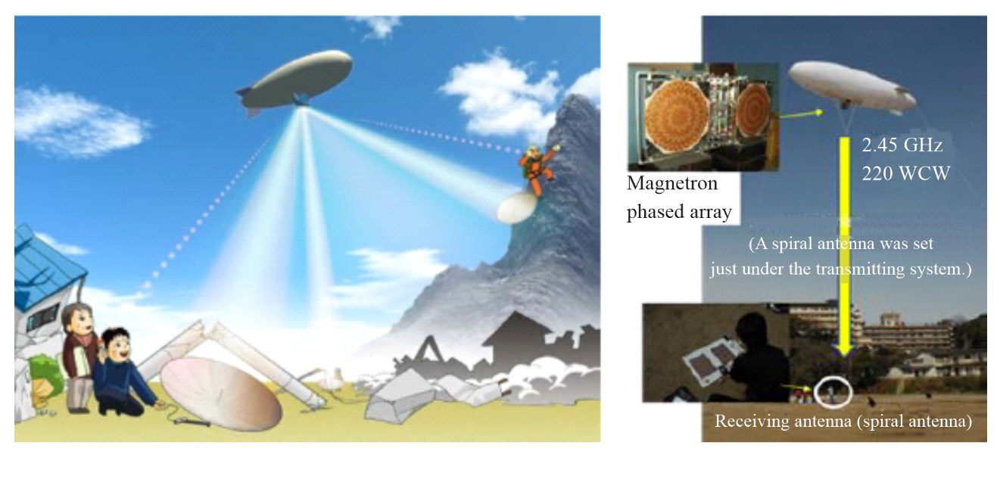 2.45 GHz
220 WCW
Magnetron
phased array
(A spiral antenna was set
just under the transmitting system.)
Receiving antenna (spiral antenna)